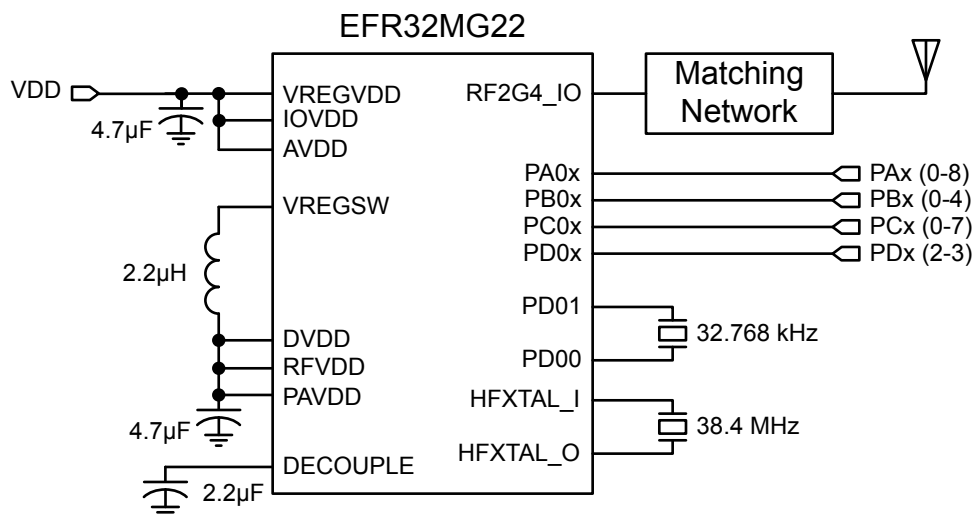 EFR32MG22
VDD
4.7µF
VREGVDD
IOVDD
AVDD
VREGSW
2.2µH
DVDD
RFVDD
PAVDD
4.7µF
DECOUPLE
2.2µF
RF2G4_IO
Matching
Network
PA0x
PAx (0-8)
PB0x
PBx (0-4)
PC0x
PCx (0-7)
PD0x
PDx (2-3)
PD01
32.768 kHz
PD00
HFXTAL_I
38.4 MHz
HFXTAL_O